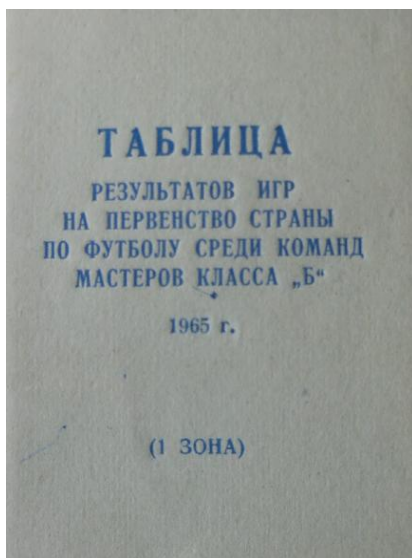 ТАБЛИЦА
РЕЗУЛЬТАТОВ ИГР
НА ПЕРВЕНСТВО СТРАНЫ
ПО ФУТБОЛУ СРЕДИ КОМАНД
МАСТЕРОВ КЛАССА „Б“
1965 г.
(1 ЗОНА)